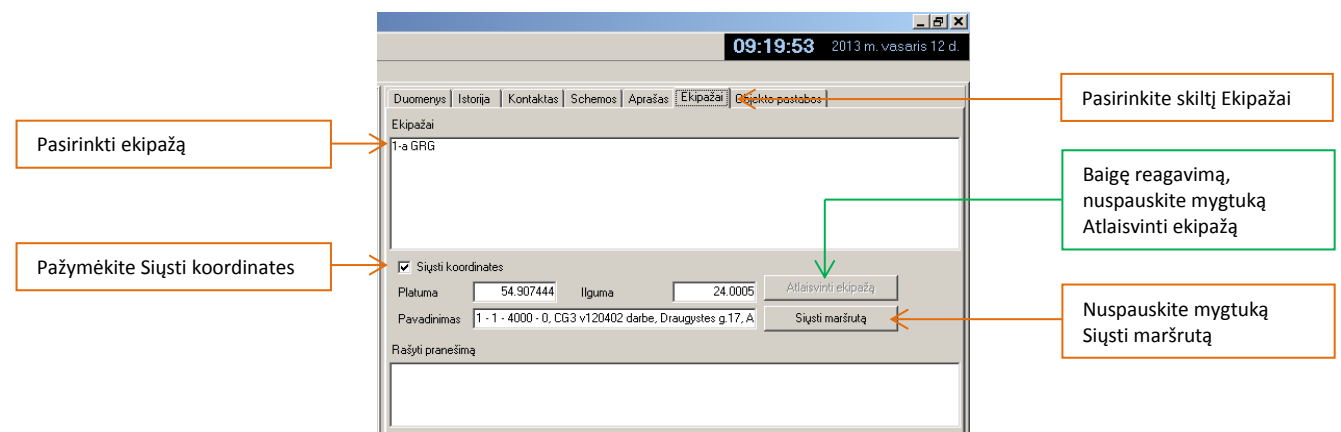 09:19:53 2013 m. vasaris 12 d.
Duomenys Istorija Kontaktas Schemos Aprašas Ekipažai Objekto pastabos
Pasirinkite skiltį Ekipažai
Ekipažai
Pasirinkti ekipažą
1-a GRG
Baigę reagavimą,
nuspauskite mygtuką
Atlaisvinti ekipažą
Pažymėkite Siųsti koordinates
Siųsti koordinates
Platuma 54.907444 Ilguma 24.0005 Atlaisvinti ekipažą
Pavadinimas 1 - 1 - 4000 - 0, CG3 v120402 darbe, Draugystes g.17, A Siųsti maršrutą
Nuspauskite mygtuką
Siųsti maršrutą
Rašyti pranešimą